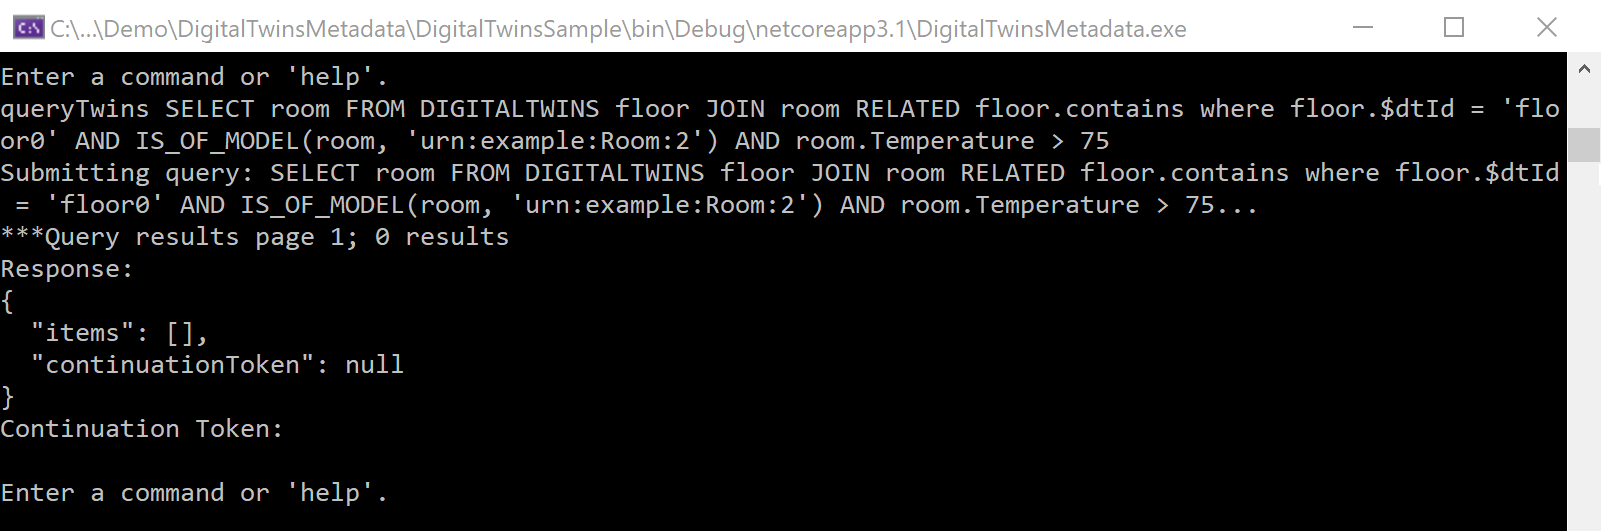 C:\...\Demo\DigitalTwinsMetadata\DigitalTwinsSample\bin\Debug\netcoreapp3.1\DigitalTwinsMetadata.exe
Enter a command or 'help'.
queryTwins SELECT room FROM DIGITALTWINS floor JOIN room RELATED floor.contains where floor.$dtId = 'flo
or0' AND IS_OF_MODEL(room, 'urn:example:Room:2') AND room.Temperature > 75
Submitting query: SELECT room FROM DIGITALTWINS floor JOIN room RELATED floor.contains where floor.$dtId
 = 'floor0' AND IS_OF_MODEL(room, 'urn:example:Room:2') AND room.Temperature > 75...
***Query results page 1; 0 results
Response:
{
  "items": [],
  "continuationToken": null
}
Continuation Token:
Enter a command or 'help'.